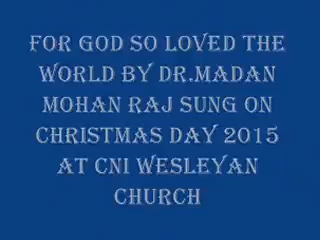 FOR GOD SO LOVED THE
WORLD BY DR.MADAN
MOHAN RAJ SUNG ON
CHRISTMAS DAY 2015
AT CNI WESLEYAN
CHURCH